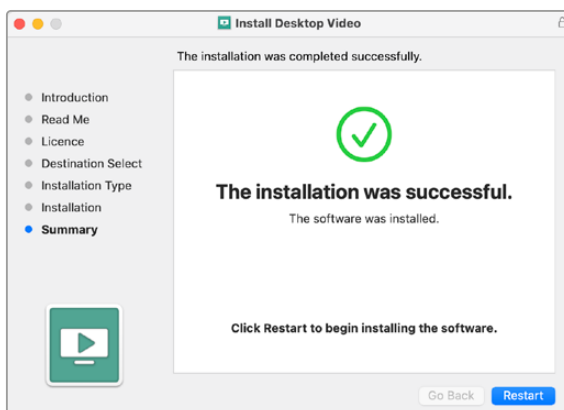 Install Desktop Video
The installation was completed successfully.
Introduction
Read Me
Licence
Destination Select
Installation Type
Installation
Summary
The installation was successful.
The software was installed.
Click Restart to begin installing the software.
Go Back
Restart